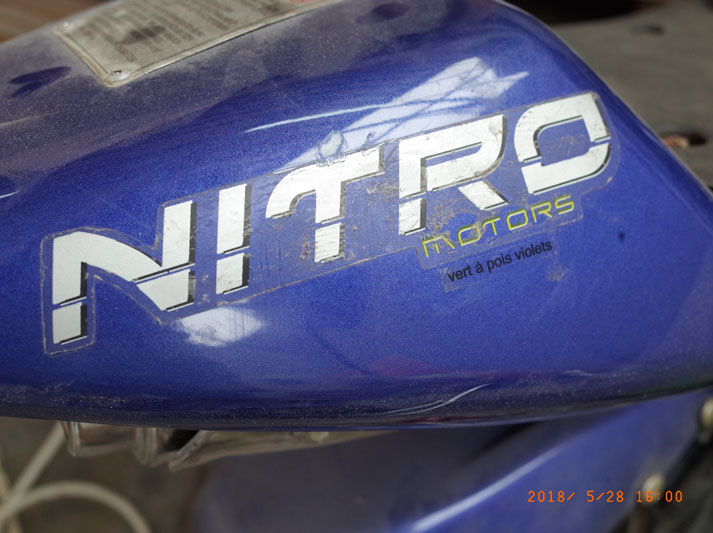 NITRO
MOTORS
vert à pois violets
2018/ 5/28 16:00